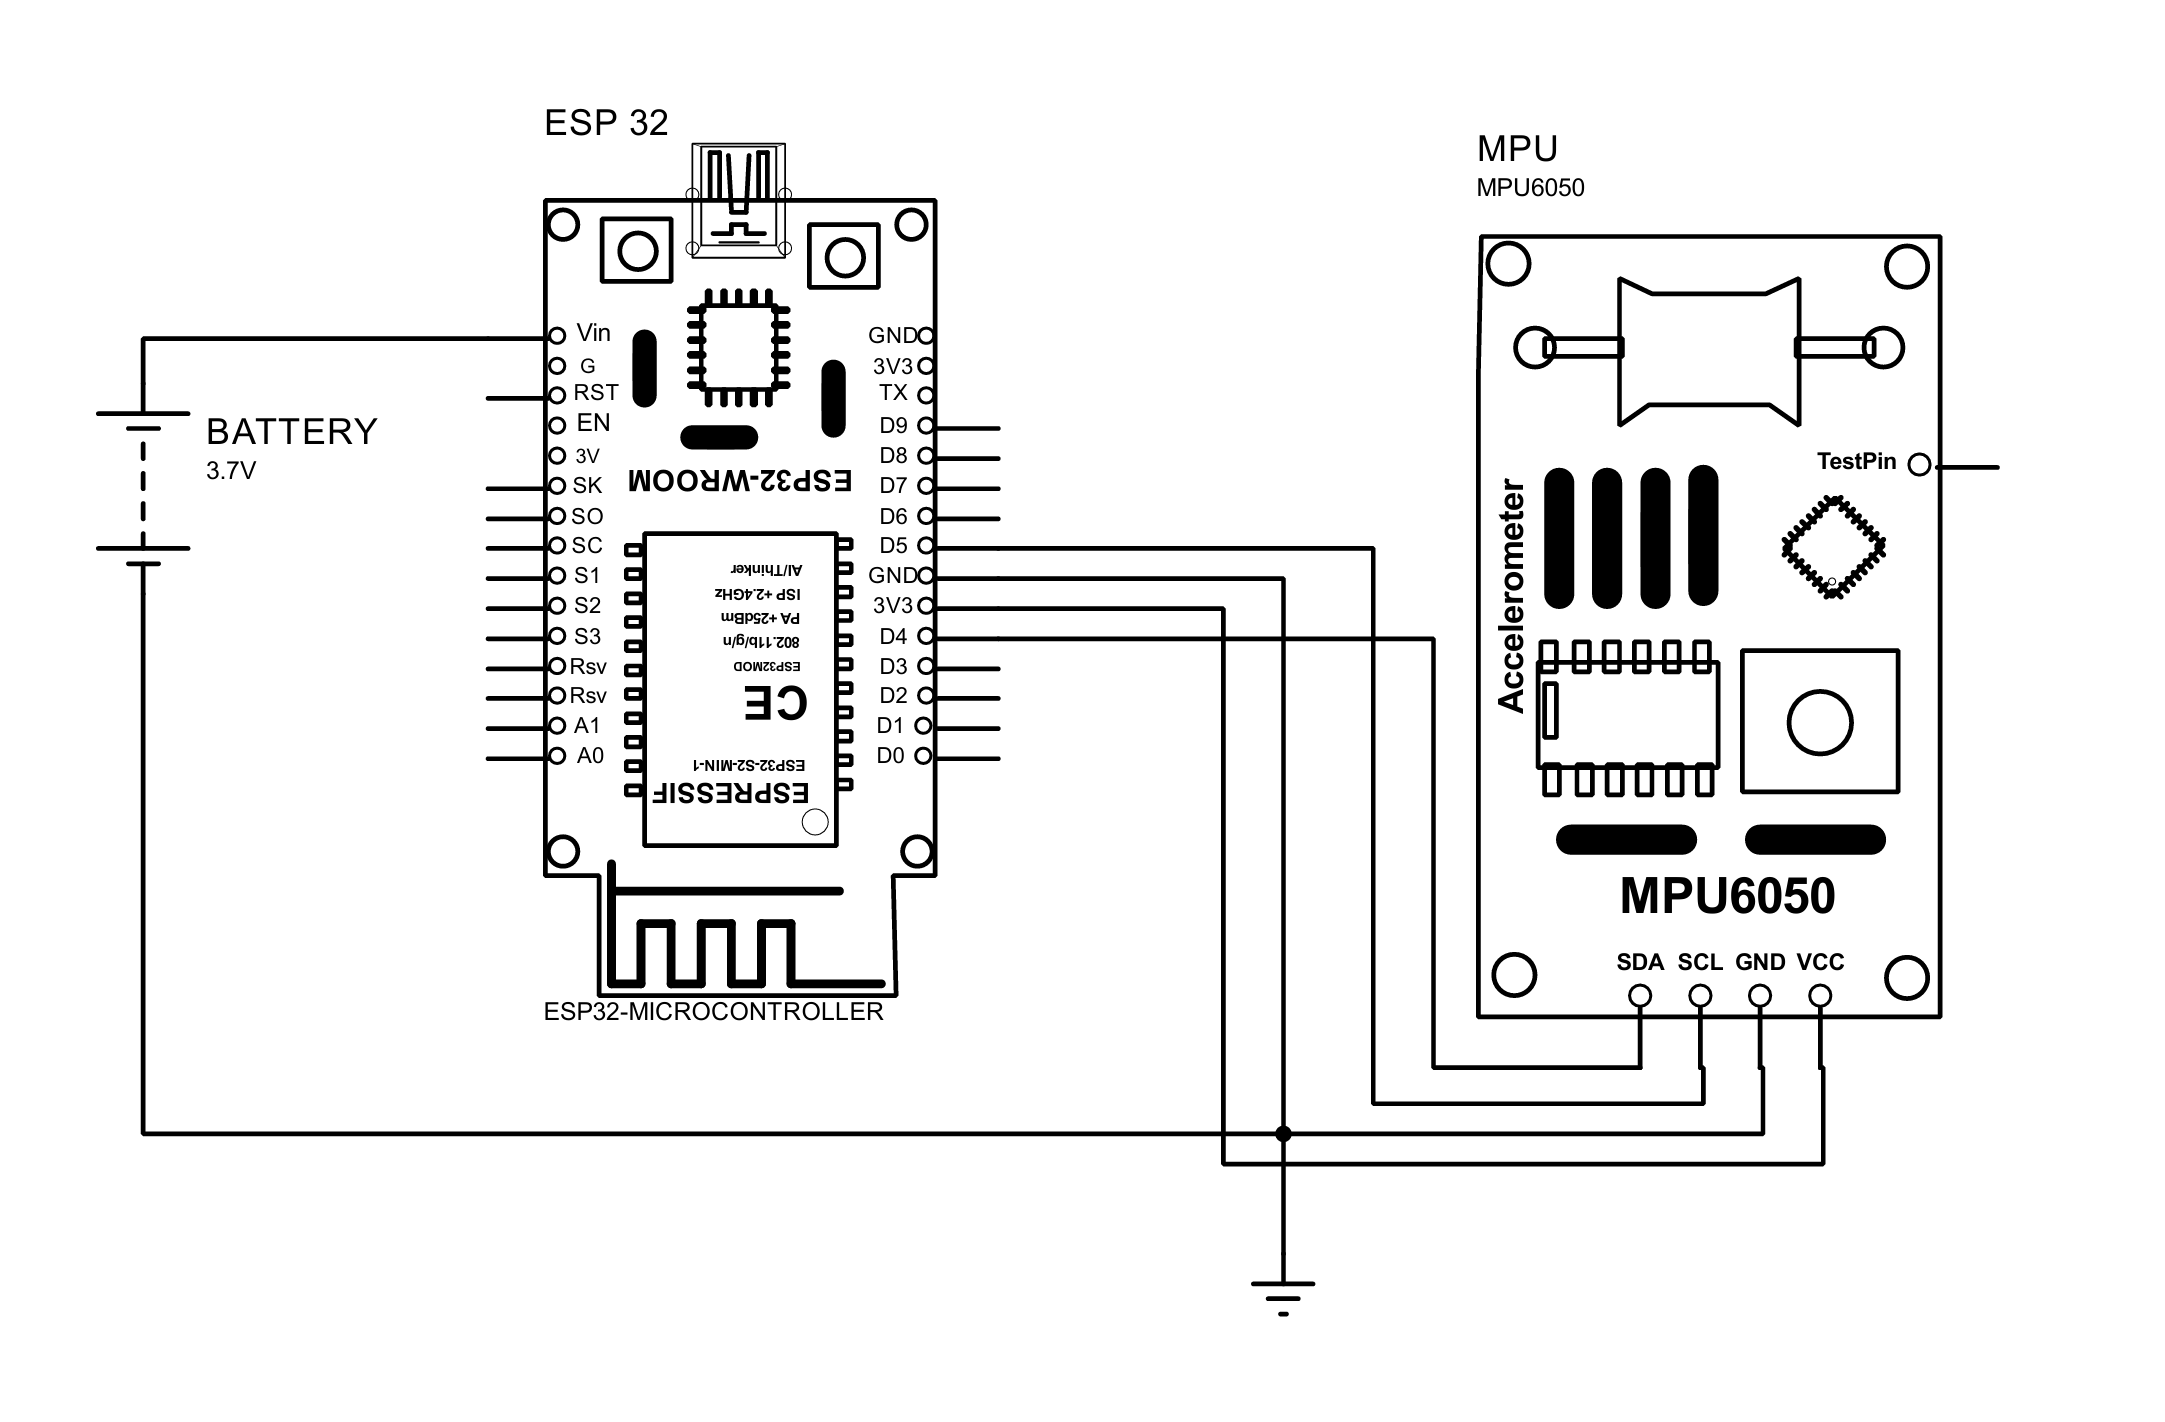 ESP 32
MPU
MPU6050
BATTERY
3.7V
Vin
G
RST
EN
3V
SK
SO
SC
S1
S2
S3
Rsv
Rsv
A1
A0
GND
3V3
TX
D9
D8
D7
D6
D5
GND
3V3
D4
D3
D2
D1
D0
ESP32-WROOM
AI/Thinker
ISP +2.4GHz
PA +25dBm
802.11b/g/n
ESP32MOD
CE
ESP32-S2-MIN-1
ESPRESSIF
ESP32-MICROCONTROLLER
TestPin
Accelerometer
MPU6050
SDA SCL GND VCC